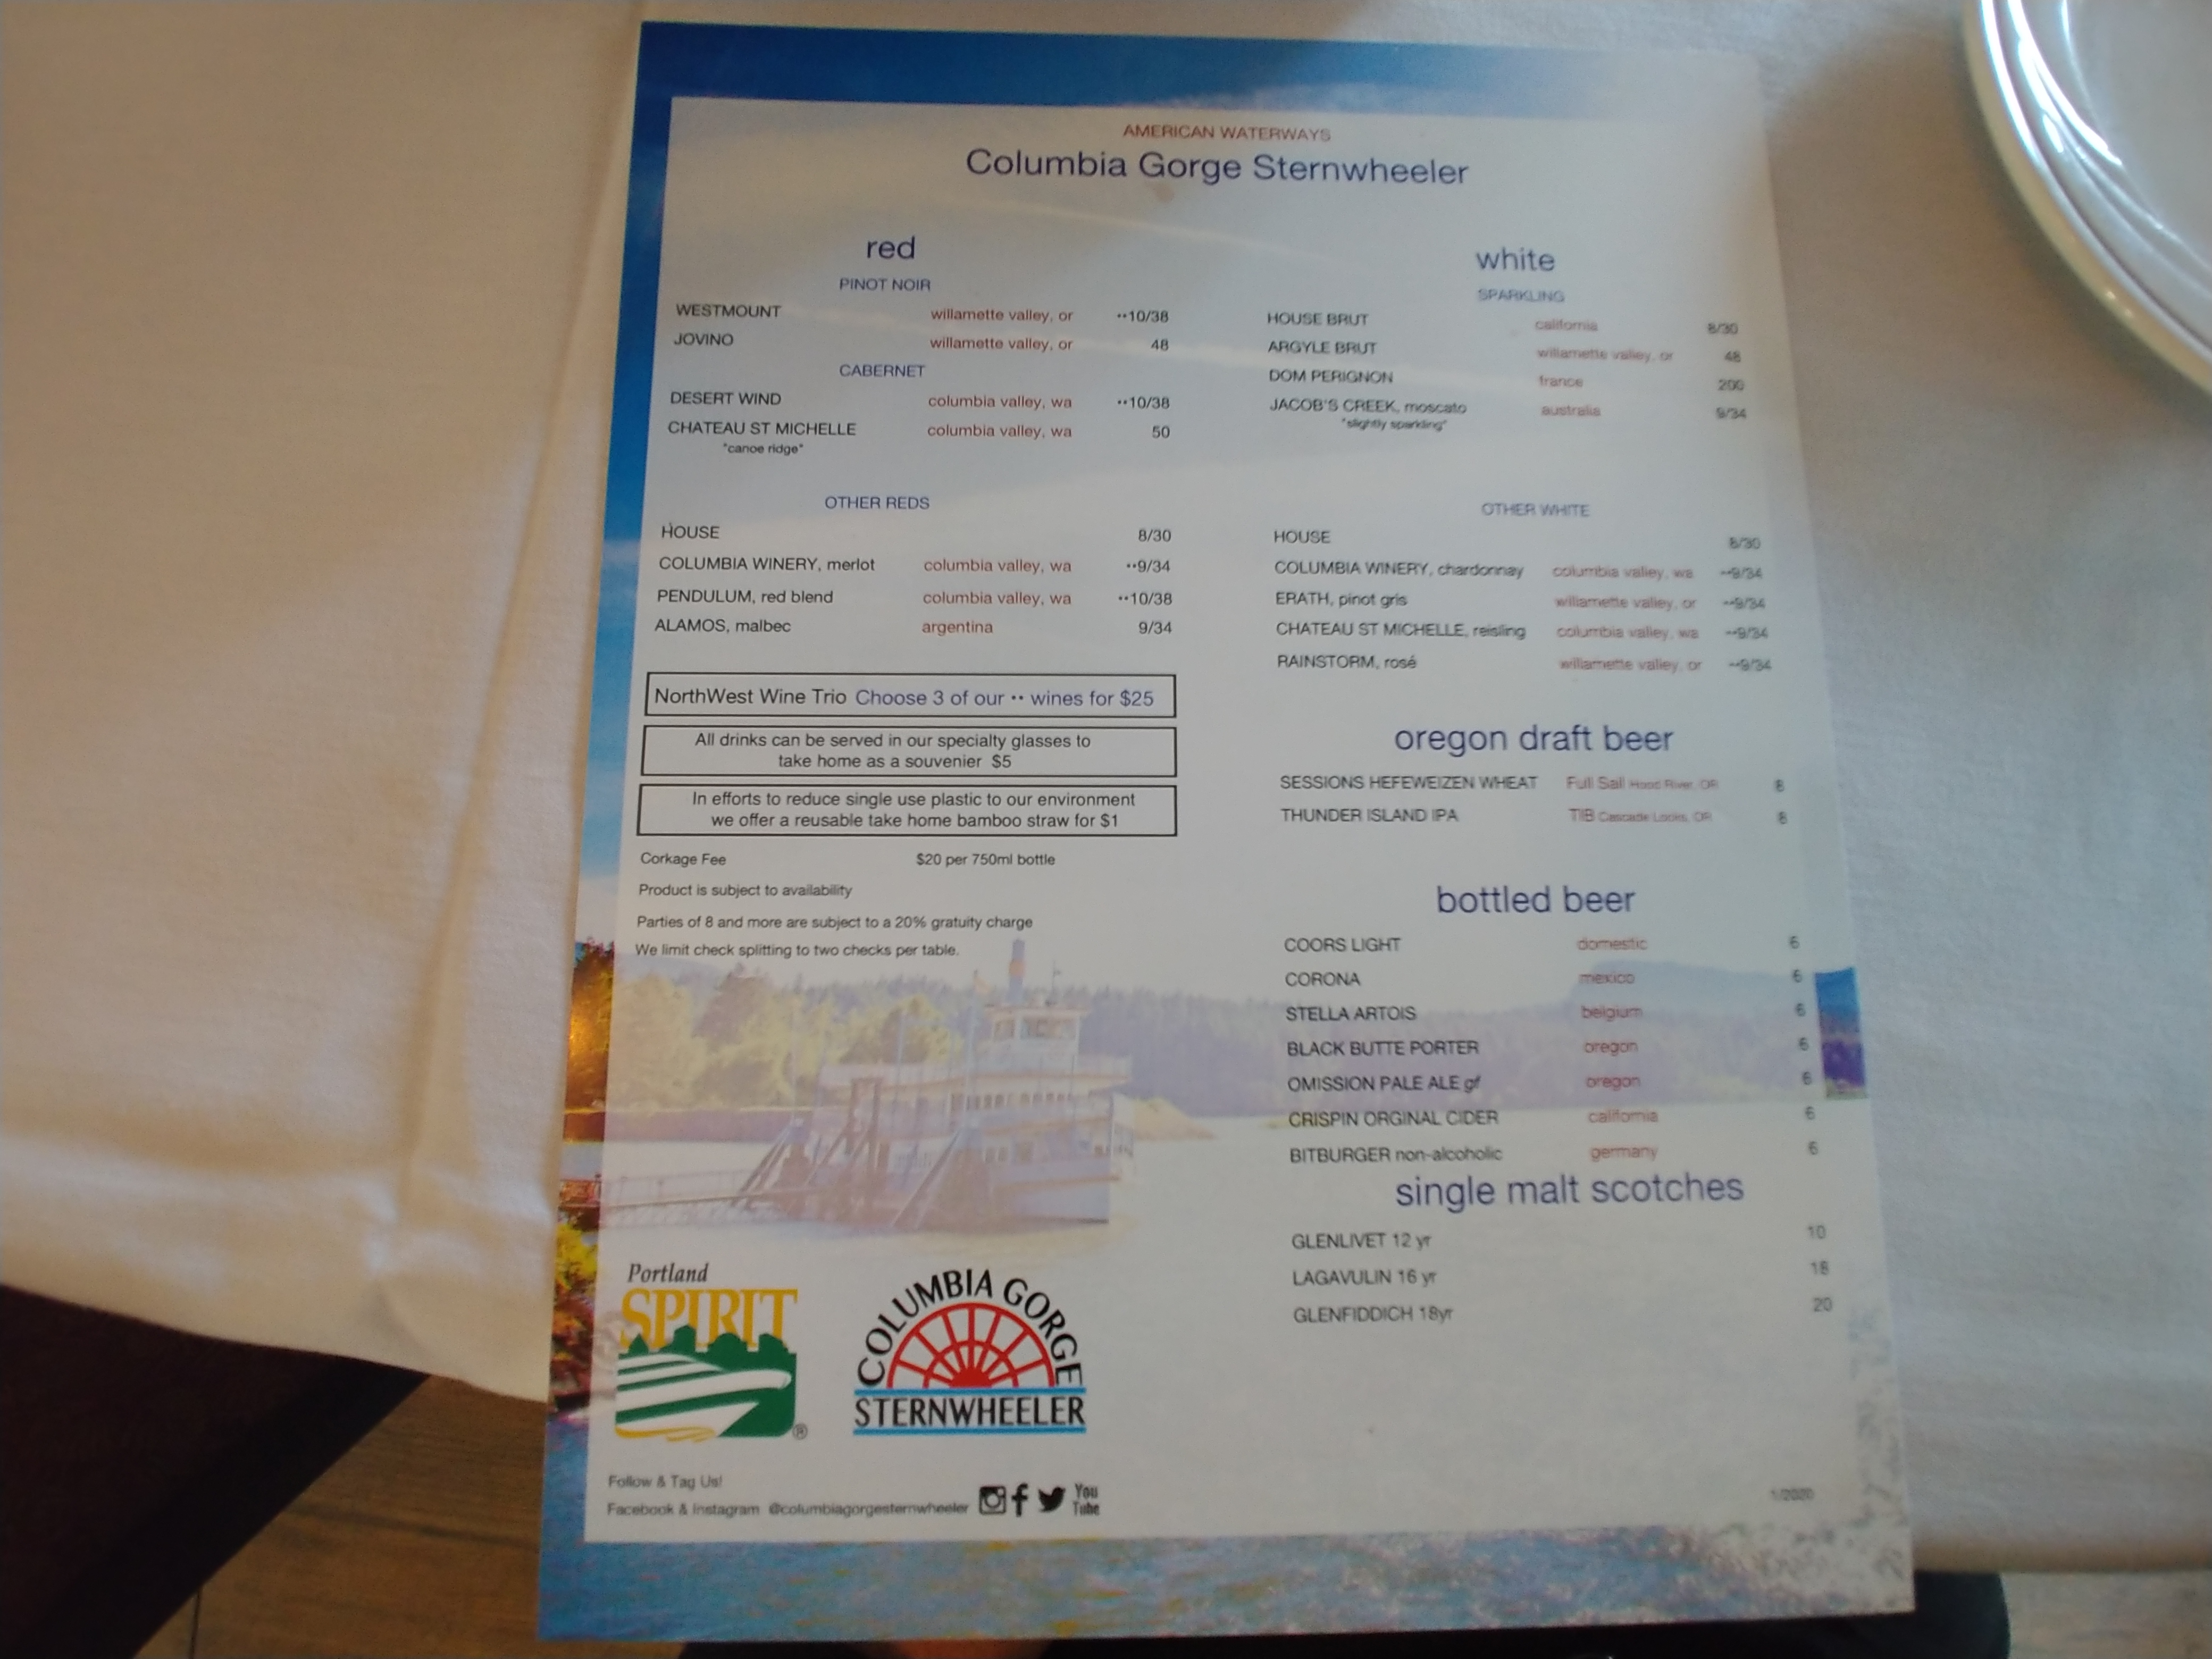 AMERICAN WATERWAYS
Columbia Gorge Sternwheeler
red
PINOT NOIR
WESTMOUNT willamette valley, or ••10/38
JOVINO willamette valley, or 48
CABERNET
DESERT WIND columbia valley, wa ••10/38
CHATEAU ST MICHELLE columbia valley, wa 50
"canoe ridge"
OTHER REDS
HOUSE 8/30
COLUMBIA WINERY, merlot columbia valley, wa ••9/34
PENDULUM, red blend columbia valley, wa ••10/38
ALAMOS, malbec argentina 9/34
NorthWest Wine Trio Choose 3 of our •• wines for $25
All drinks can be served in our specialty glasses to
take home as a souvenier $5
In efforts to reduce single use plastic to our environment
we offer a reusable take home bamboo straw for $1
Corkage Fee $20 per 750ml bottle
Product is subject to availability
Parties of 8 and more are subject to a 20% gratuity charge
We limit check splitting to two checks per table.
white
SPARKLING
HOUSE BRUT california 8/30
ARGYLE BRUT willamette valley, or 48
DOM PERIGNON france 200
JACOB'S CREEK, moscato australia 9/34
"slightly sparkling"
OTHER WHITE
HOUSE 8/30
COLUMBIA WINERY, chardonnay columbia valley, wa ••9/34
ERATH, pinot gris willamette valley, or ••9/34
CHATEAU ST MICHELLE, reisling columbia valley, wa ••9/34
RAINSTORM, rosé willamette valley, or ••9/34
oregon draft beer
SESSIONS HEFEWEIZEN WHEAT Full Sail Hood River, OR 8
THUNDER ISLAND IPA TIB Cascade Locks, OR 8
bottled beer
COORS LIGHT domestic 6
CORONA mexico 6
STELLA ARTOIS belgium 6
BLACK BUTTE PORTER oregon 6
OMISSION PALE ALE gf oregon 6
CRISPIN ORGINAL CIDER california 6
BITBURGER non-alcoholic germany 6
single malt scotches
GLENLIVET 12 yr 10
LAGAVULIN 16 yr 18
GLENFIDDICH 18yr 20
Portland
SPIRIT
®
COLUMBIA GORGE
STERNWHEELER
Follow & Tag Us!
Facebook & Instagram @columbiagorgesternwheeler
You
Tube
1/2020